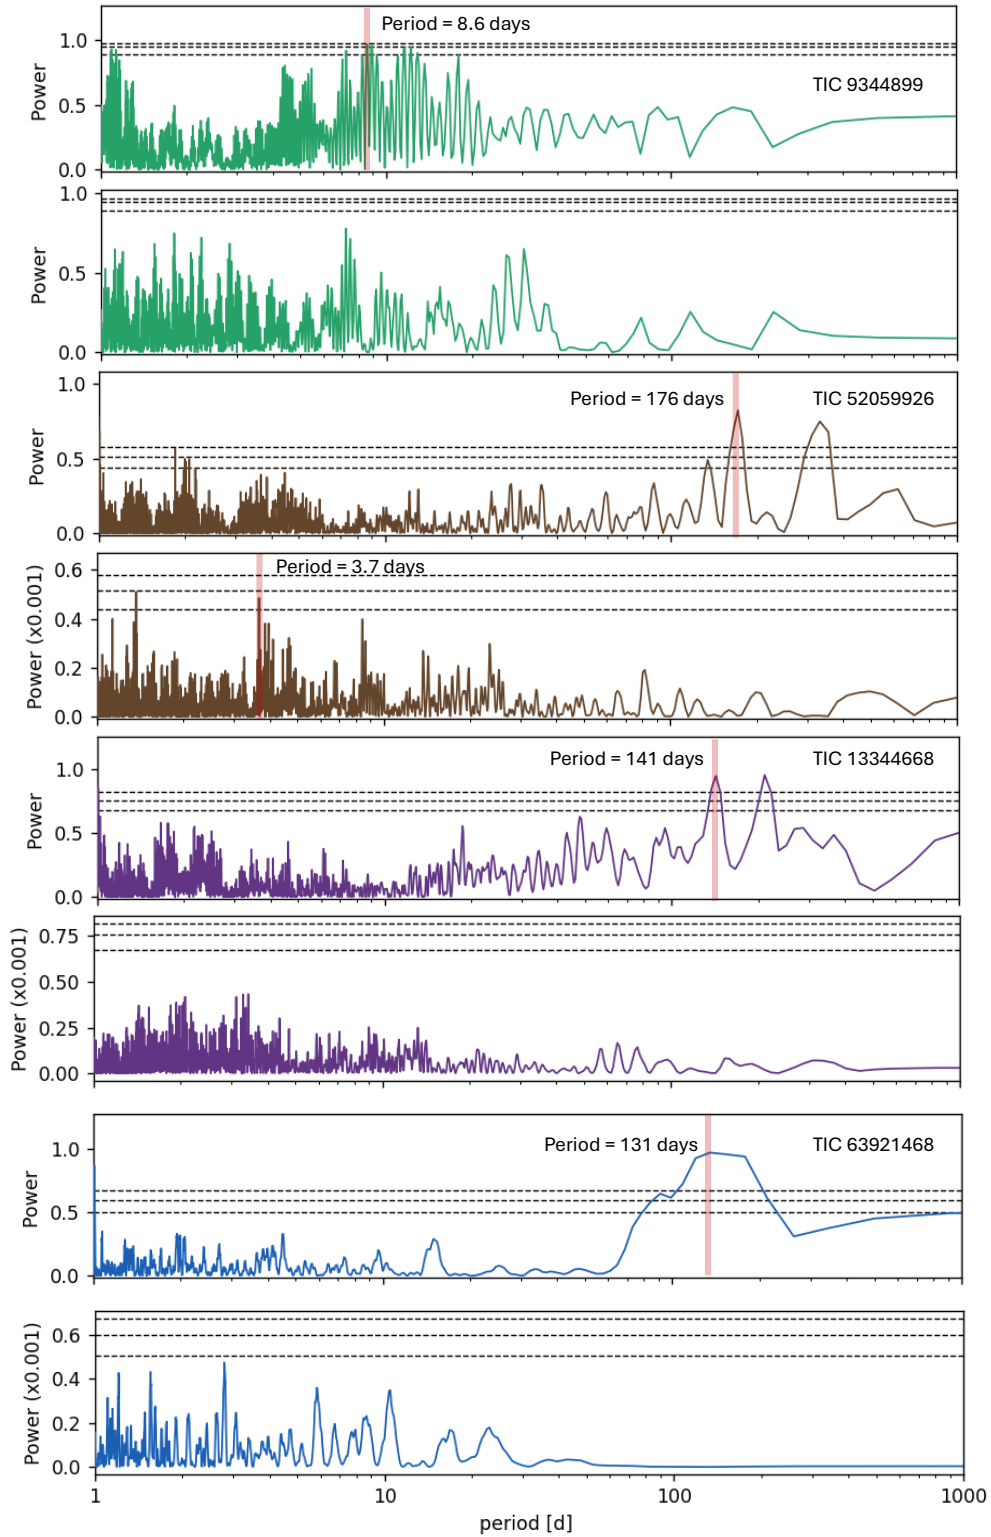 Period = 8.6 days
1.0
TIC 9344899
Power
0.5
0.0
1.0
Power
0.5
0.0
1.0
Period = 176 days
TIC 52059926
Power
0.5
0.0
Period = 3.7 days
0.6
Power (x0.001)
0.4
0.2
0.0
Period = 141 days
TIC 13344668
1.0
Power
0.5
0.0
0.75
Power (x0.001)
0.50
0.25
0.00
Period = 131 days
TIC 63921468
1.0
Power
0.5
0.0
0.6
Power (x0.001)
0.4
0.2
0.0
1 10 100 1000
period [d]